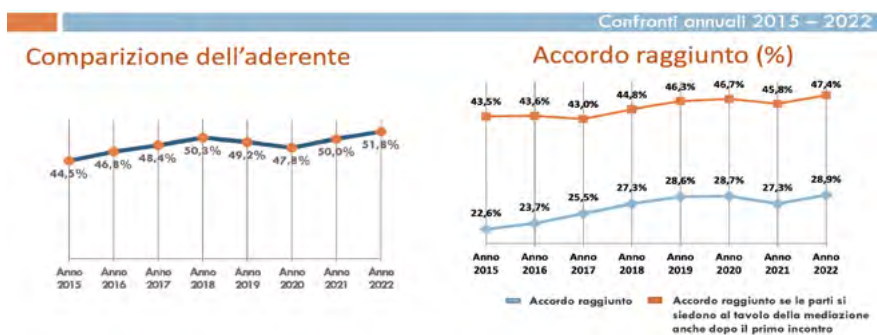 Confronti annuali 2015 – 2022
Comparizione dell'aderente
44,5%
46,8%
48,4%
50,3%
49,2%
47,8%
50,0%
51,8%
Anno 2015
Anno 2016
Anno 2017
Anno 2018
Anno 2019
Anno 2020
Anno 2021
Anno 2022
Accordo raggiunto (%)
43,5%
43,6%
43,0%
44,8%
46,3%
46,7%
45,8%
47,4%
22,6%
23,7%
25,5%
27,3%
28,6%
28,7%
27,3%
28,9%
Anno 2015
Anno 2016
Anno 2017
Anno 2018
Anno 2019
Anno 2020
Anno 2021
Anno 2022
Accordo raggiunto
Accordo raggiunto se le parti si
siedono al tavolo della mediazione
anche dopo il primo incontro